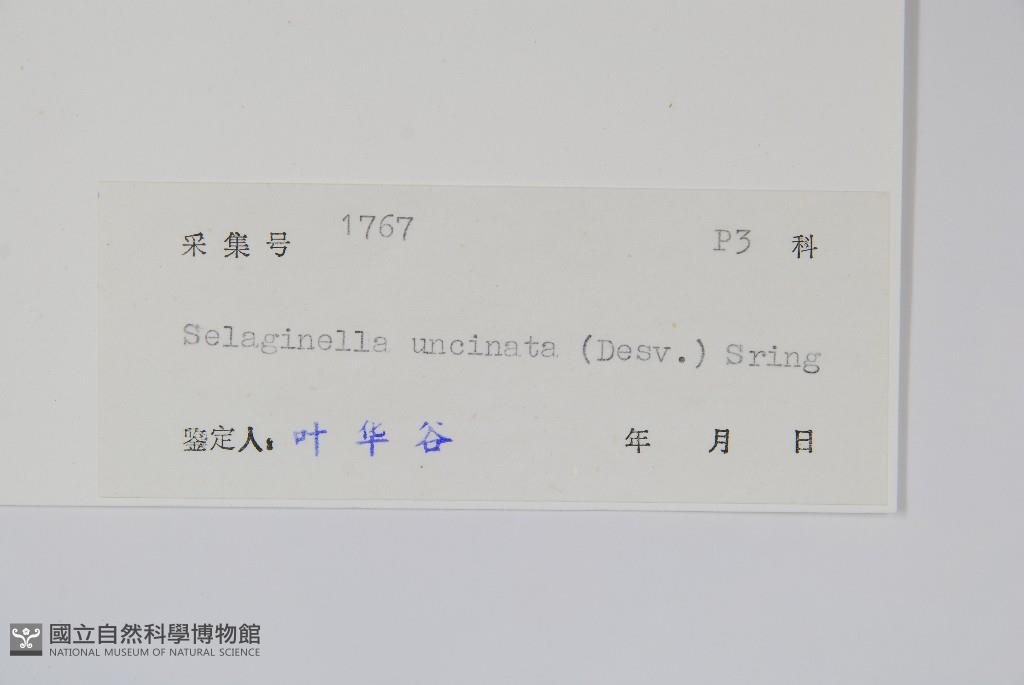 采集号 1767 P3 科
Selaginella uncinata (Desv.) Sring
鉴定人: 叶华谷 年 月 日
國立自然科學博物館
NATIONAL MUSEUM OF NATURAL SCIENCE